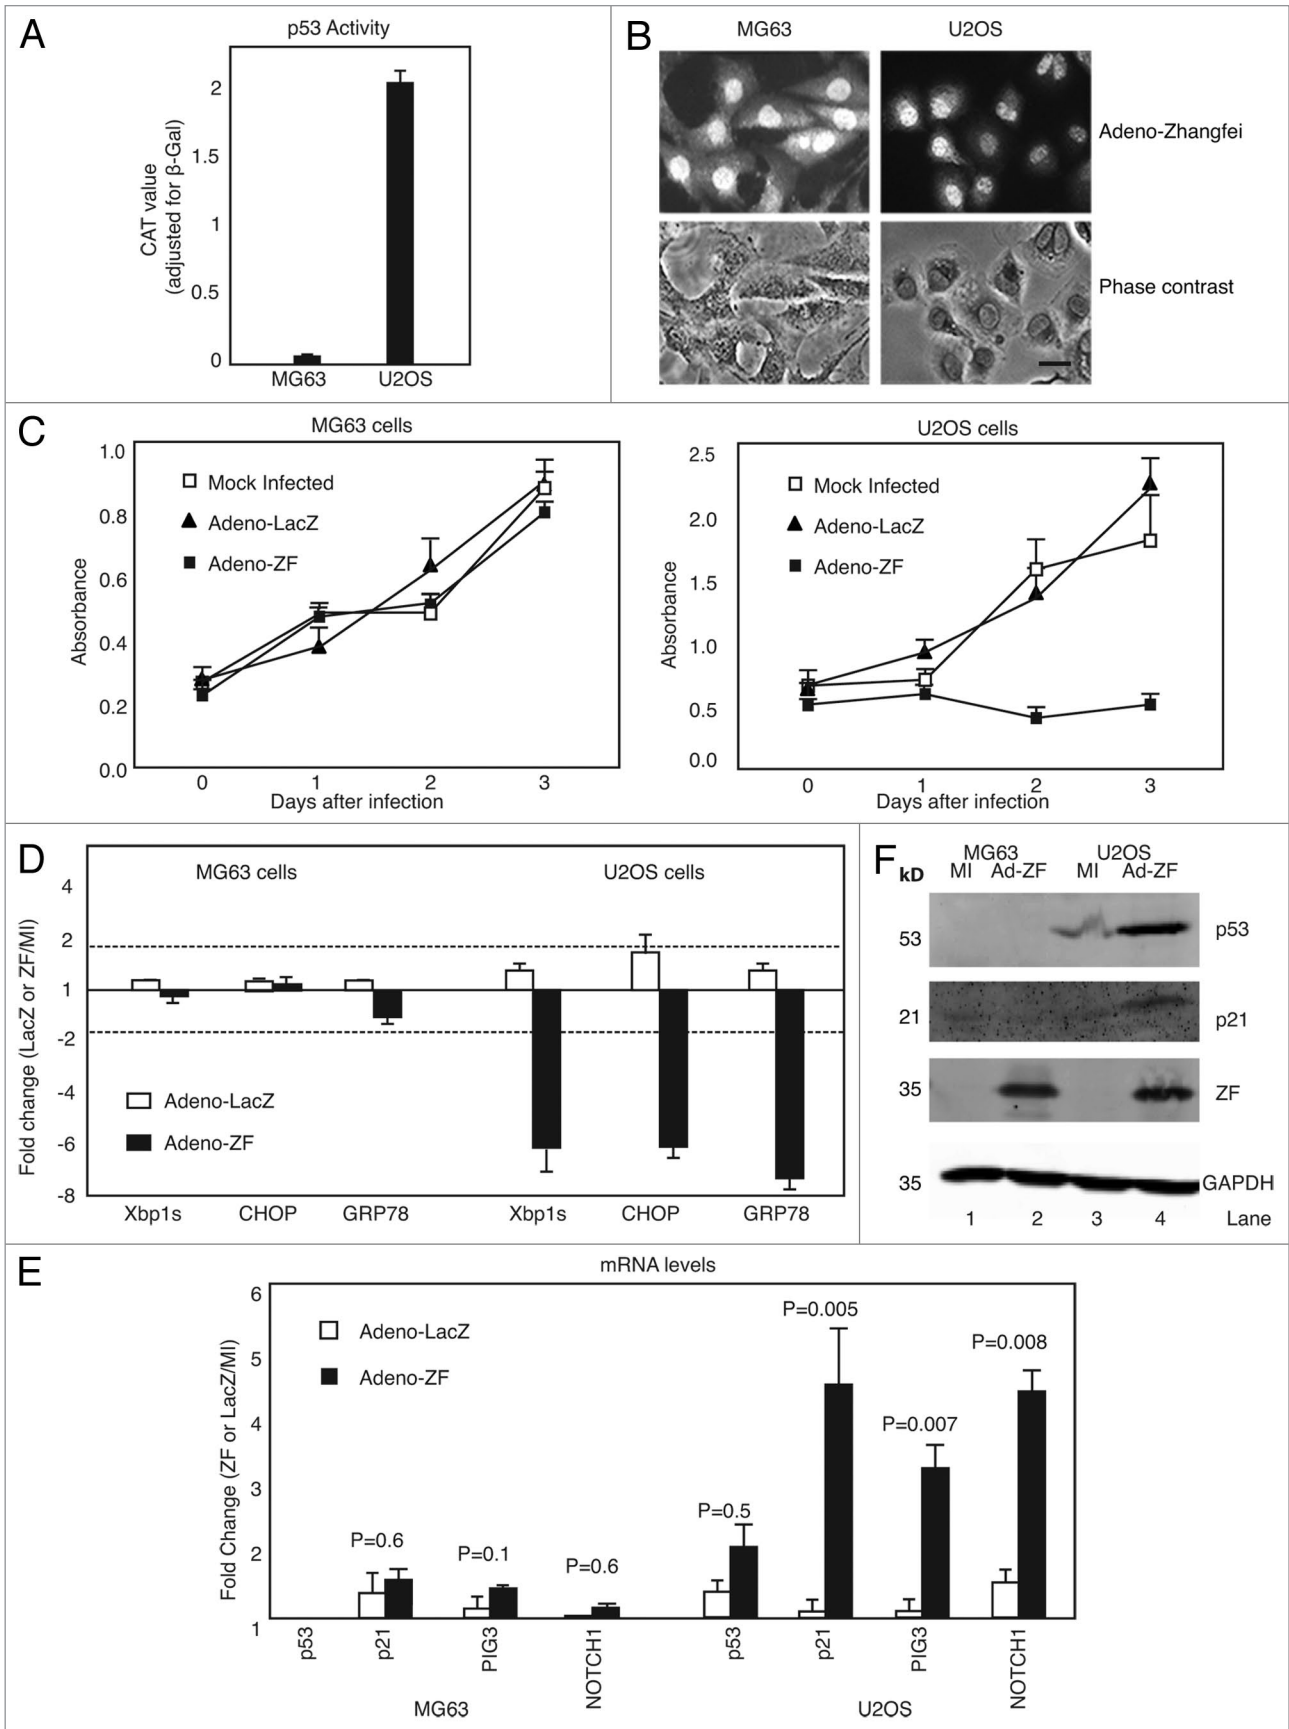 A
p53 Activity
CAT value
(adjusted for β-Gal)
2
1.5
1
0.5
0
MG63
U2OS
B
MG63
U2OS
Adeno-Zhangfei
Phase contrast
C
MG63 cells
Absorbance
1.0
0.8
0.6
0.4
0.2
0.0
Mock Infected
Adeno-LacZ
Adeno-ZF
0
1
2
3
Days after infection
U2OS cells
Absorbance
2.5
2.0
1.5
1.0
0.5
0.0
Mock Infected
Adeno-LacZ
Adeno-ZF
0
1
2
3
Days after infection
D
MG63 cells
U2OS cells
Fold change (LacZ or ZF/MI)
4
2
1
-2
-4
-6
-8
Adeno-LacZ
Adeno-ZF
Xbp1s
CHOP
GRP78
Xbp1s
CHOP
GRP78
F
kD
MG63
U2OS
MI
Ad-ZF
MI
Ad-ZF
53
p53
21
p21
35
ZF
35
GAPDH
1
2
3
4
Lane
E
mRNA levels
Fold Change (ZF or LacZ/MI)
6
5
4
3
2
1
Adeno-LacZ
Adeno-ZF
P=0.6
P=0.1
P=0.6
P=0.5
P=0.005
P=0.007
P=0.008
p53
p21
PIG3
NOTCH1
p53
p21
PIG3
NOTCH1
MG63
U2OS